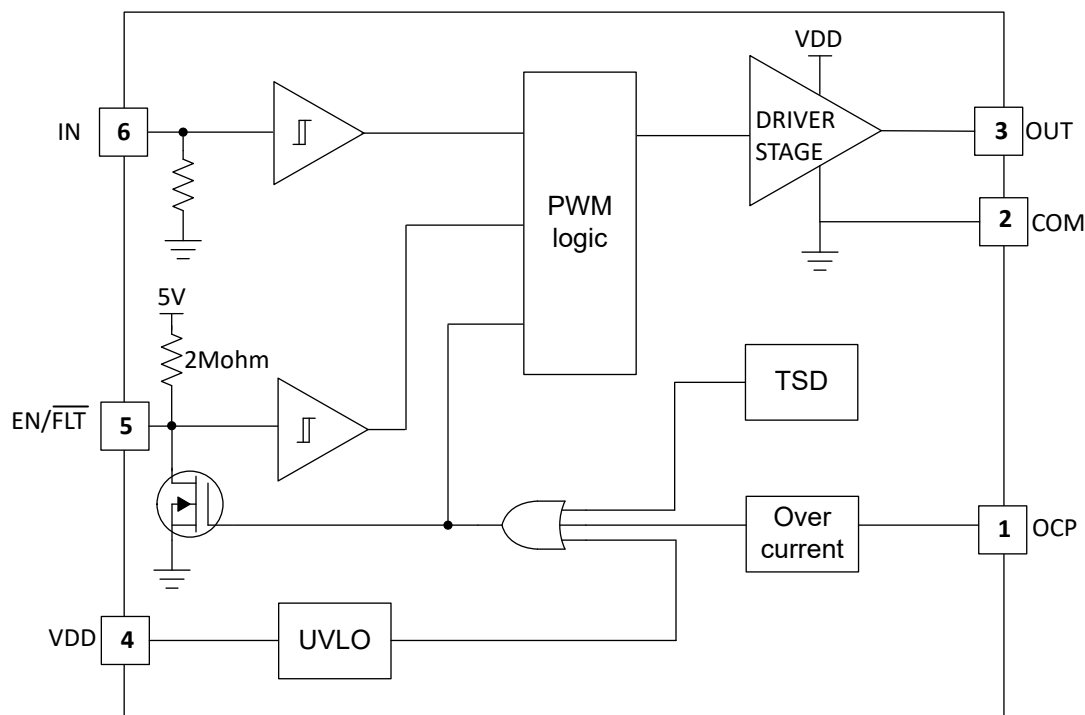 VDD
IN
6
DRIVER
STAGE
3
OUT
PWM
logic
2
COM
5V
2Mohm
TSD
EN/F̅L̅T̅
5
Over
current
1
OCP
VDD
4
UVLO